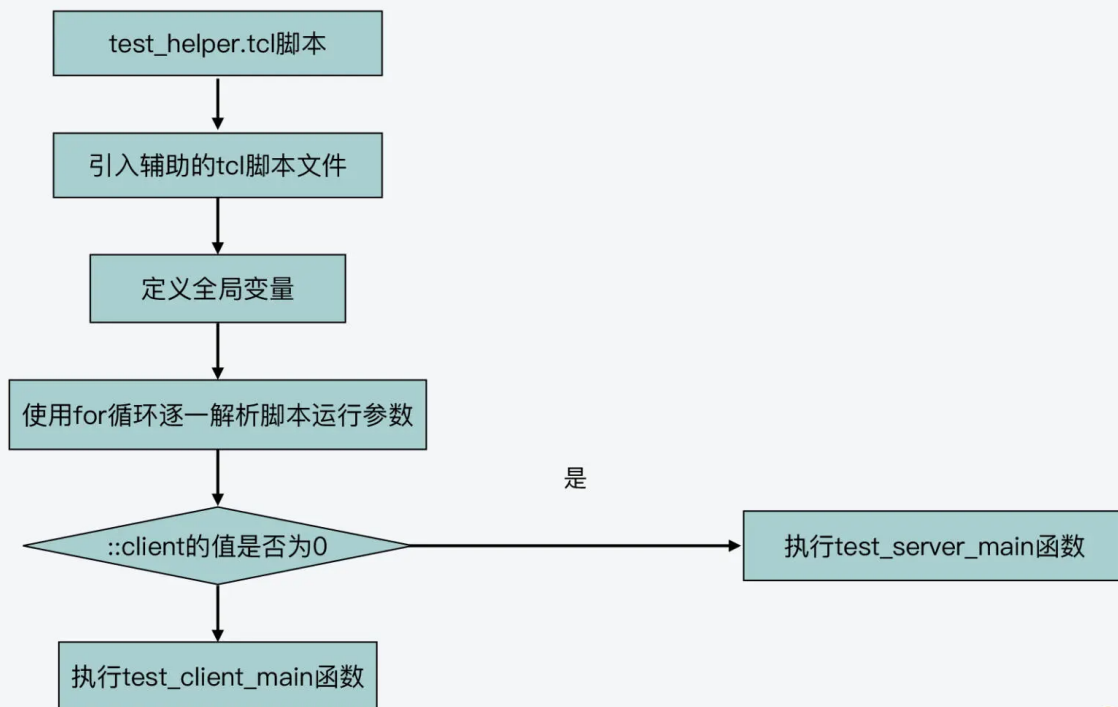 test_helper.tcl脚本
引入辅助的tcl脚本文件
定义全局变量
使用for循环逐一解析脚本运行参数
是
::client的值是否为0
执行test_server_main函数
执行test_client_main函数